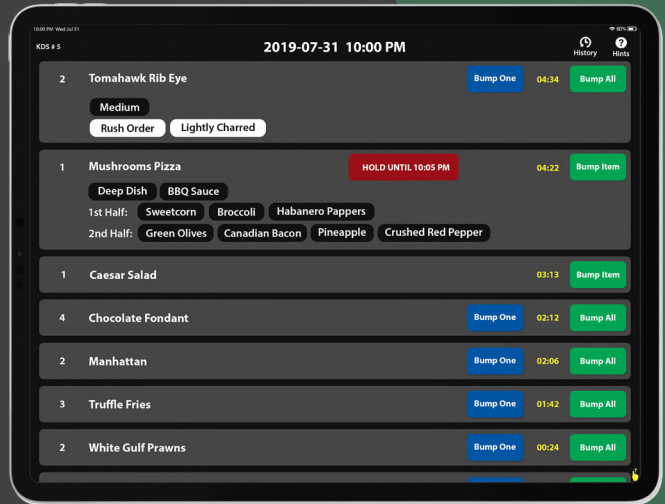 10:00 PM Wed Jul 31
80%
KDS # 5
2019-07-31 10:00 PM
History
Hints
2 Tomahawk Rib Eye Bump One 04:34 Bump All
Medium
Rush Order Lightly Charred
1 Mushrooms Pizza HOLD UNTIL 10:05 PM 04:22 Bump Item
Deep Dish BBQ Sauce
1st Half: Sweetcorn Broccoli Habanero Pappers
2nd Half: Green Olives Canadian Bacon Pineapple Crushed Red Pepper
1 Caesar Salad 03:13 Bump Item
4 Chocolate Fondant Bump One 02:12 Bump All
2 Manhattan Bump One 02:06 Bump All
3 Truffle Fries Bump One 01:42 Bump All
2 White Gulf Prawns Bump One 00:24 Bump All